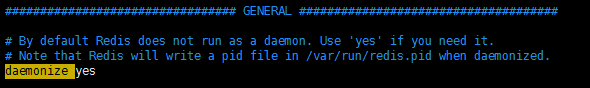 ################################ GENERAL #####################################
# By default Redis does not run as a daemon. Use 'yes' if you need it.
# Note that Redis will write a pid file in /var/run/redis.pid when daemonized.
daemonize yes